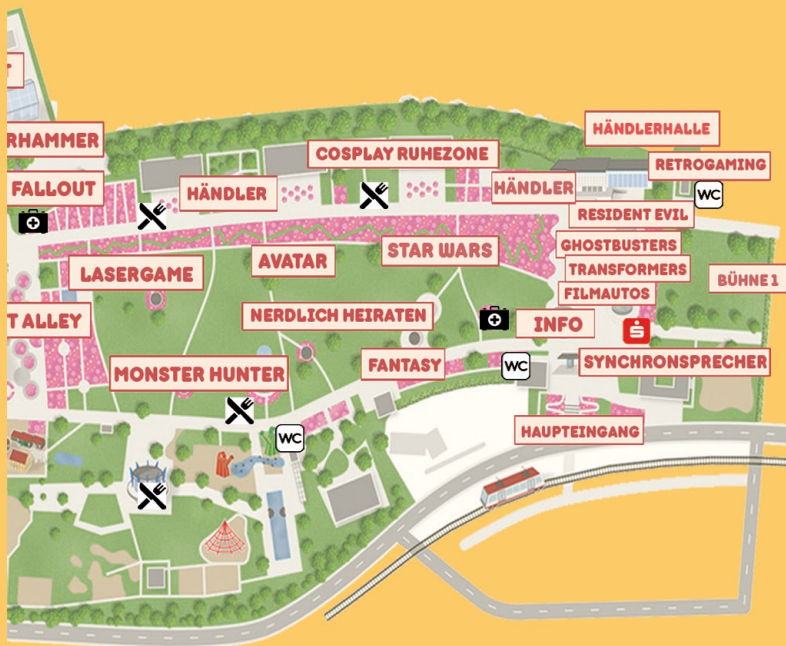 HÄNDLERHALLE
RHAMMER
COSPLAY RUHEZONE
RETROGAMING
FALLOUT
HÄNDLER
HÄNDLER
WC
RESIDENT EVIL
STAR WARS
GHOSTBUSTERS
AVATAR
LASERGAME
TRANSFORMERS
BÜHNE 1
FILMAUTOS
T ALLEY
NERDLICH HEIRATEN
INFO
FANTASY
WC
SYNCHRONSPRECHER
MONSTER HUNTER
HAUPTEINGANG
WC